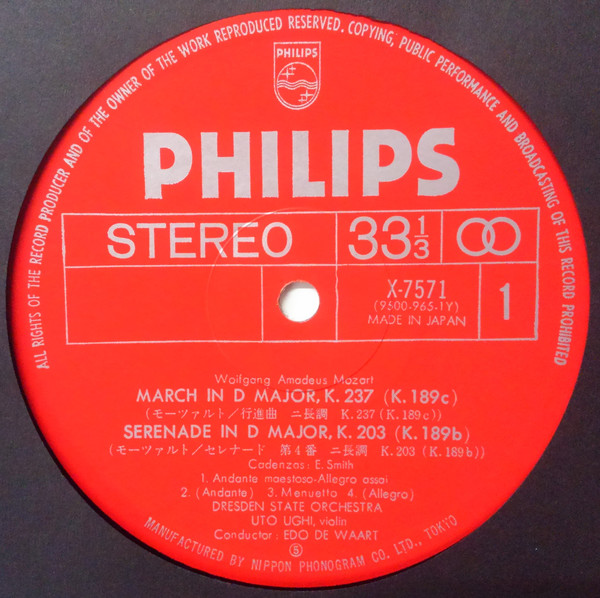 ALL RIGHTS OF THE RECORD PRODUCER AND OF THE OWNER OF THE WORK REPRODUCED RESERVED. COPYING, PUBLIC PERFORMANCE AND BROADCASTING OF THIS RECORD PROHIBITED
PHILIPS
PHILIPS
STEREO 33 1/3
X-7571
(9500-965-1Y)
MADE IN JAPAN
1
Wolfgang Amadeus Mozart
MARCH IN D MAJOR, K. 237 (K. 189c)
(モーツァルト/行進曲 ニ長調 K.237 (K.189c))
SERENADE IN D MAJOR, K. 203 (K. 189b)
(モーツァルト/セレナード 第4番 ニ長調 K.203 (K.189b))
Cadenzas: E. Smith
1. Andante maestoso-Allegro assai
2. (Andante) 3. Menuetto 4. (Allegro)
DRESDEN STATE ORCHESTRA
UTO UGHI, violin
Conductor: EDO DE WAART
MANUFACTURED BY NIPPON PHONOGRAM CO. LTD., TOKYO